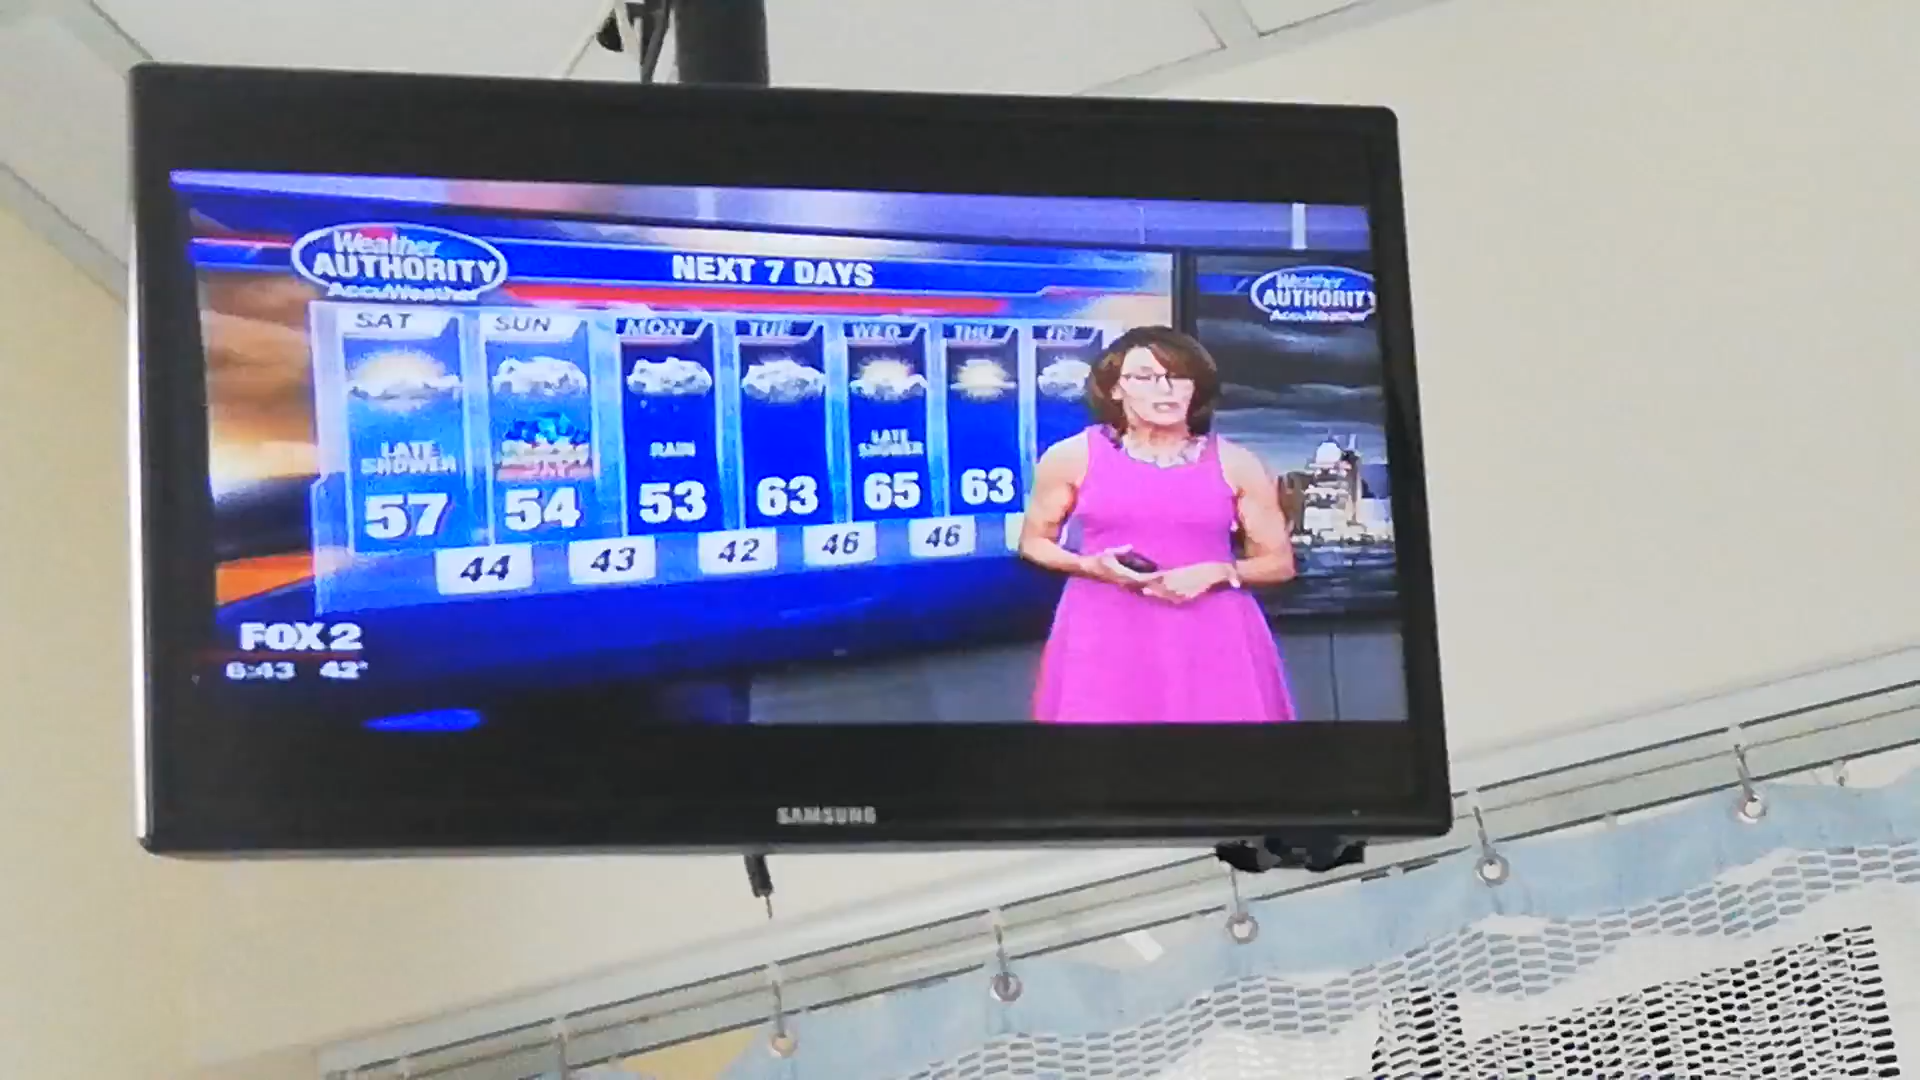 Weather
AUTHORITY
AccuWeather
NEXT 7 DAYS
Weather
AUTHORITY
AccuWeather
SAT SUN MON TUE WED THU FRI
LATE SHOWER
RAIN
LATE SHOWER
57 54 53 63 65 63
44 43 42 46 46
FOX 2
6:43 42°
SAMSUNG